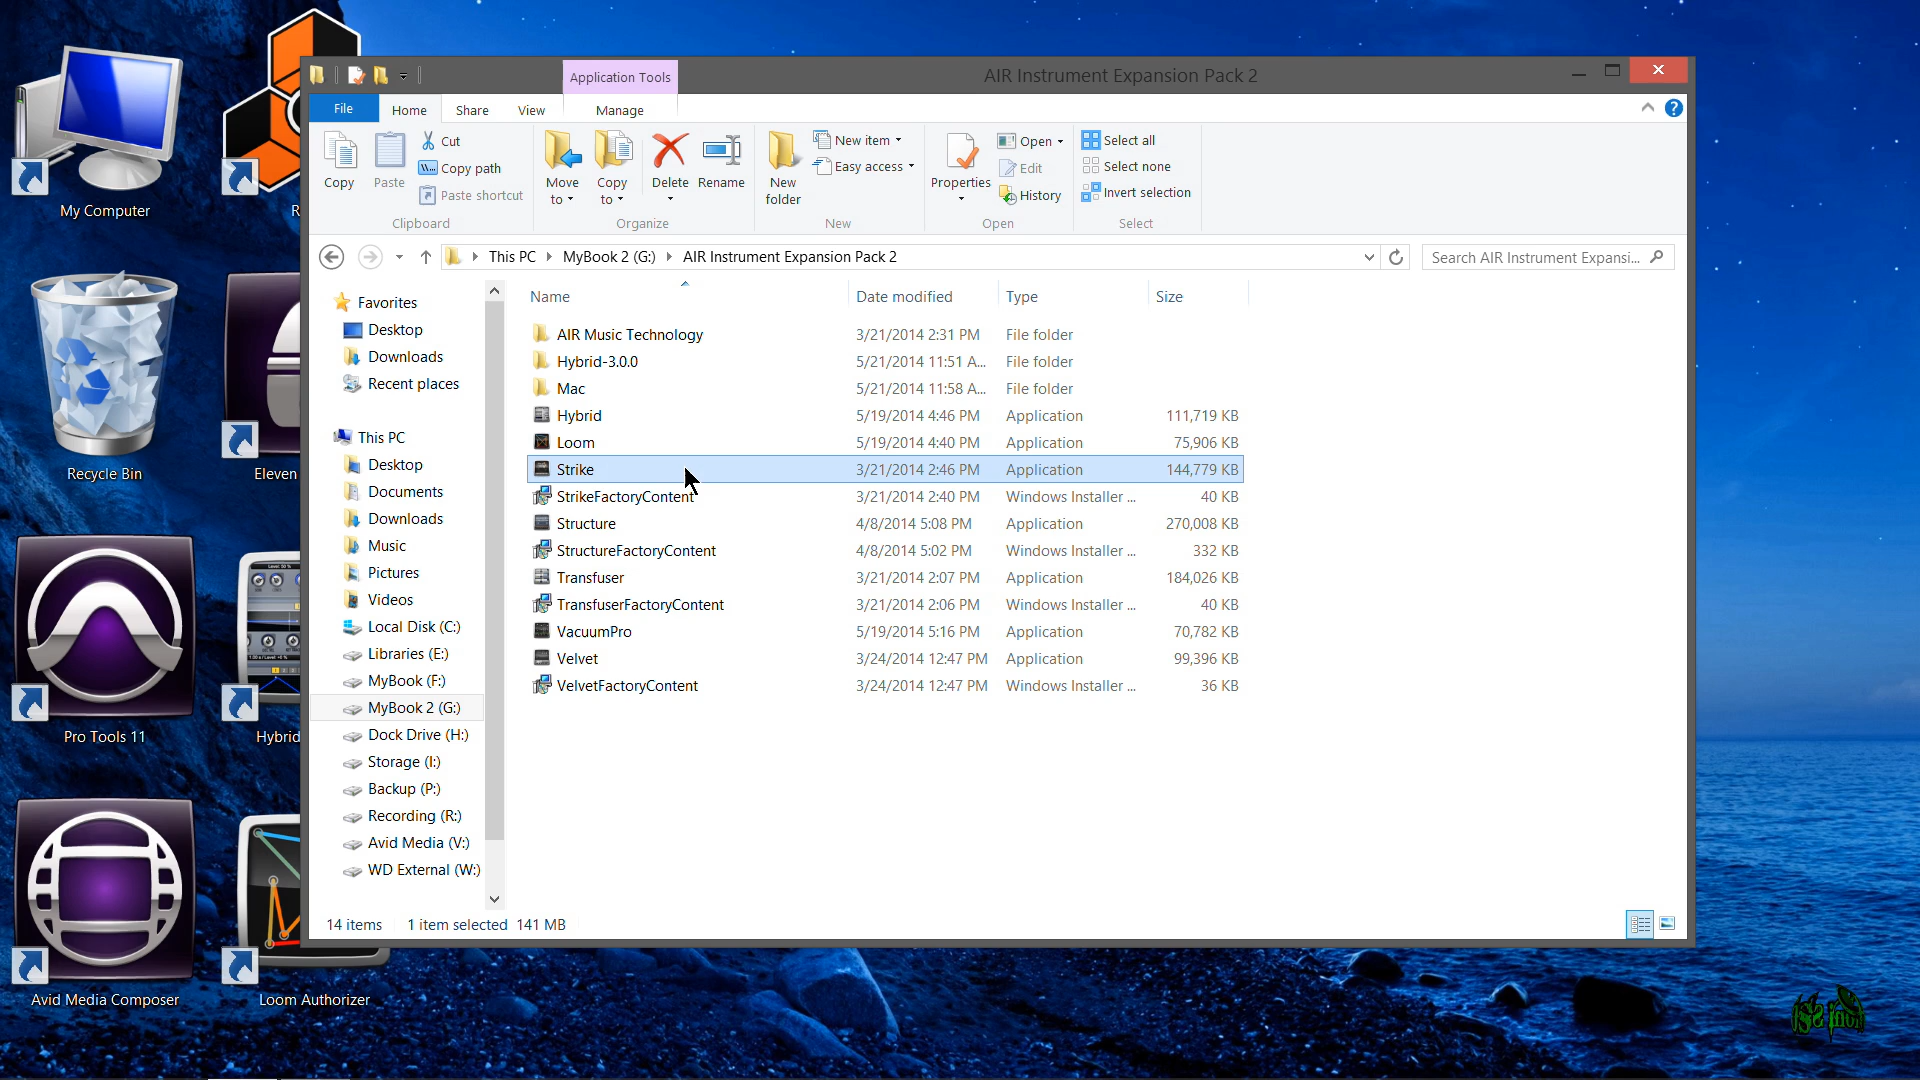 My Computer
R
Recycle Bin
Eleven
Pro Tools 11
Hybrid
Avid Media Composer
Loom Authorizer
Application Tools
AIR Instrument Expansion Pack 2
File
Home
Share
View
Manage
Copy
Paste
Cut
Copy path
Paste shortcut
Clipboard
Move to
Copy to
Delete
Rename
Organize
New folder
New item
Easy access
New
Properties
Open
Edit
History
Open
Select all
Select none
Invert selection
Select
This PC MyBook 2 (G:) AIR Instrument Expansion Pack 2
Search AIR Instrument Expansi...
Favorites
Desktop
Downloads
Recent places
This PC
Desktop
Documents
Downloads
Music
Pictures
Videos
Local Disk (C:)
Libraries (E:)
MyBook (F:)
MyBook 2 (G:)
Dock Drive (H:)
Storage (I:)
Backup (P:)
Recording (R:)
Avid Media (V:)
WD External (W:)
Name Date modified Type Size
AIR Music Technology 3/21/2014 2:31 PM File folder
Hybrid-3.0.0 5/21/2014 11:51 A... File folder
Mac 5/21/2014 11:58 A... File folder
Hybrid 5/19/2014 4:46 PM Application 111,719 KB
Loom 5/19/2014 4:40 PM Application 75,906 KB
Strike 3/21/2014 2:46 PM Application 144,779 KB
StrikeFactoryContent 3/21/2014 2:40 PM Windows Installer ... 40 KB
Structure 4/8/2014 5:08 PM Application 270,008 KB
StructureFactoryContent 4/8/2014 5:02 PM Windows Installer ... 332 KB
Transfuser 3/21/2014 2:07 PM Application 184,026 KB
TransfuserFactoryContent 3/21/2014 2:06 PM Windows Installer ... 40 KB
VacuumPro 5/19/2014 5:16 PM Application 70,782 KB
Velvet 3/24/2014 12:47 PM Application 99,396 KB
VelvetFactoryContent 3/24/2014 12:47 PM Windows Installer ... 36 KB
14 items 1 item selected 141 MB